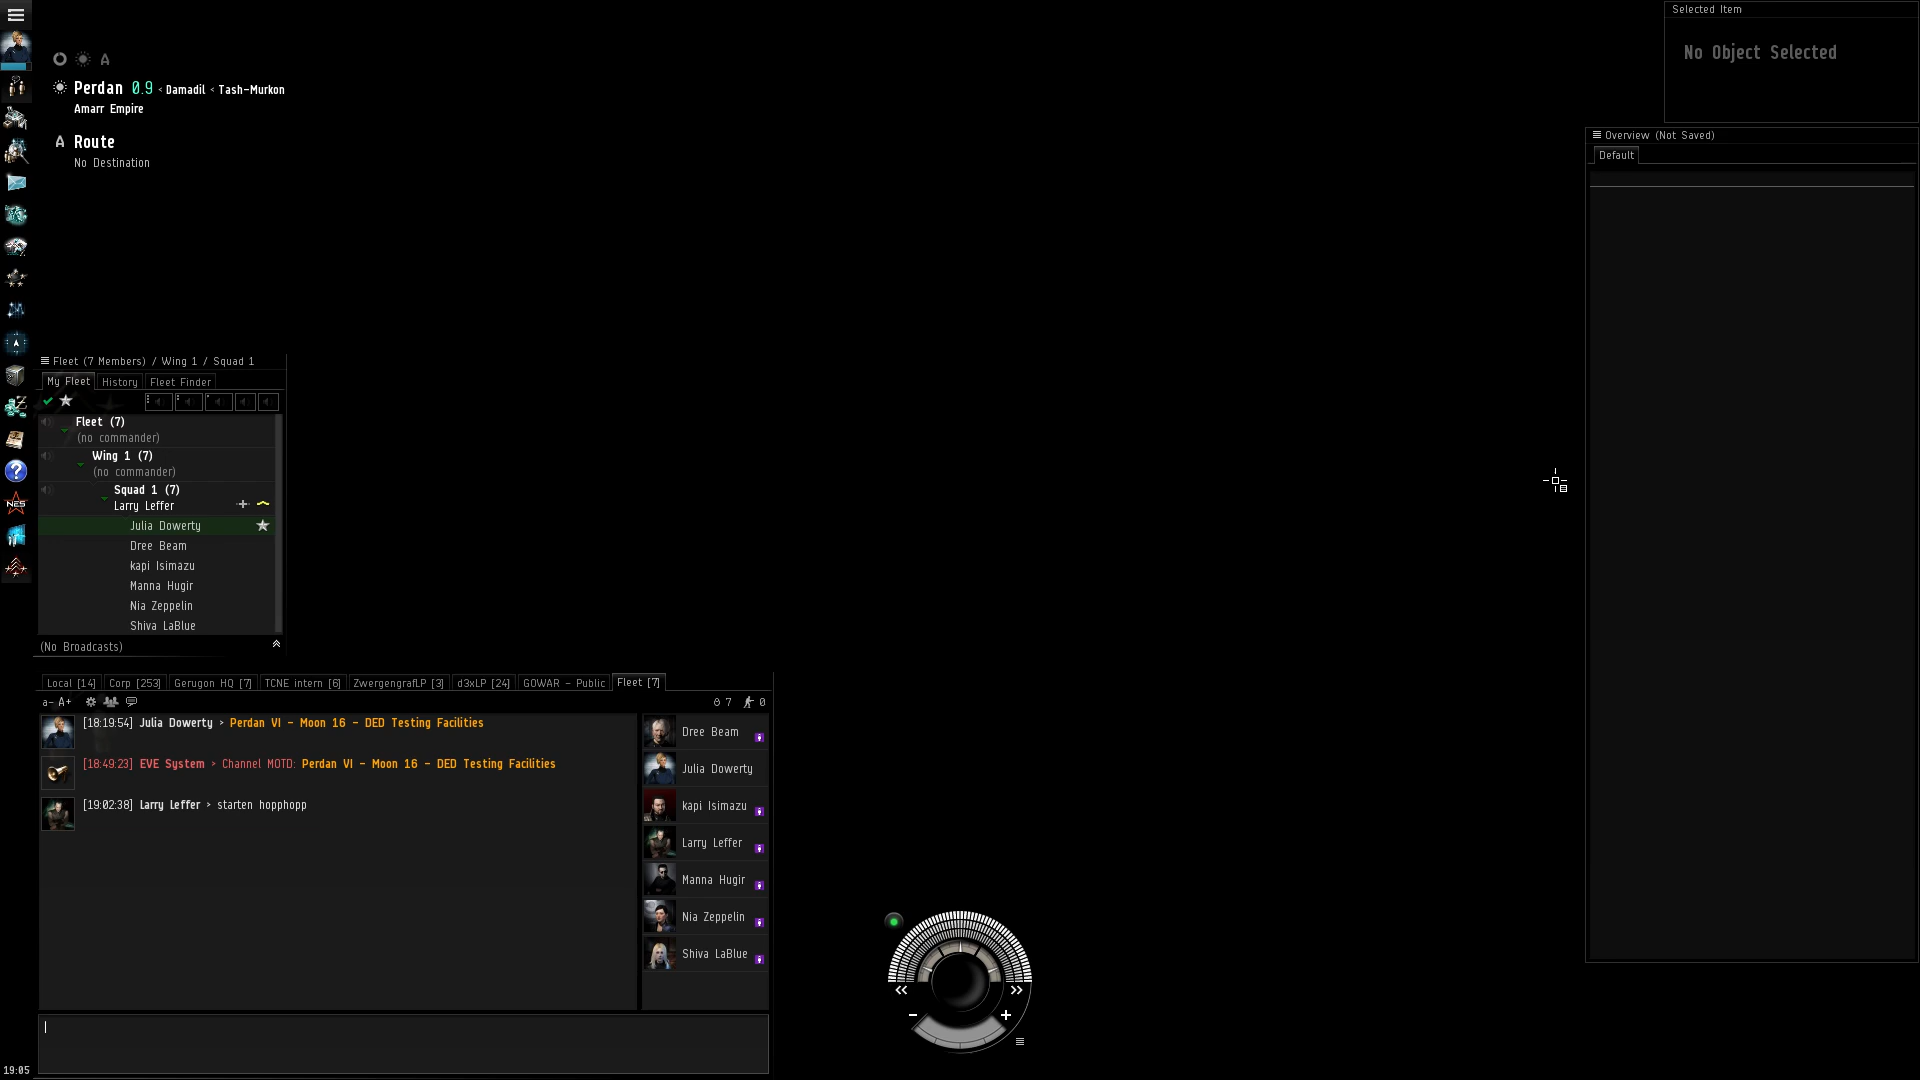 Selected Item
No Object Selected
Perdan 0.9 < Damadil < Tash-Murkon
Amarr Empire
A Route
No Destination
Overview (Not Saved)
Default
Fleet (7 Members) / Wing 1 / Squad 1
My Fleet History Fleet Finder
Fleet (7)
(no commander)
Wing 1 (7)
(no commander)
Squad 1 (7)
Larry Leffer
Julia Dowerty
Dree Beam
kapi Isimazu
Manna Hugir
Nia Zeppelin
Shiva LaBlue
(No Broadcasts)
NES
Local [14] Corp [253] Gerugon HQ [7] TCNE intern [6] ZwergengrafLP [3] d3xLP [24] GOWAR - Public Fleet [7]
a- A+ 7 0
[18:19:54] Julia Dowerty > Perdan VI - Moon 16 - DED Testing Facilities
[18:49:23] EVE System > Channel MOTD: Perdan VI - Moon 16 - DED Testing Facilities
[19:02:38] Larry Leffer > starten hopphopp
Dree Beam
Julia Dowerty
kapi Isimazu
Larry Leffer
Manna Hugir
Nia Zeppelin
Shiva LaBlue
19:05